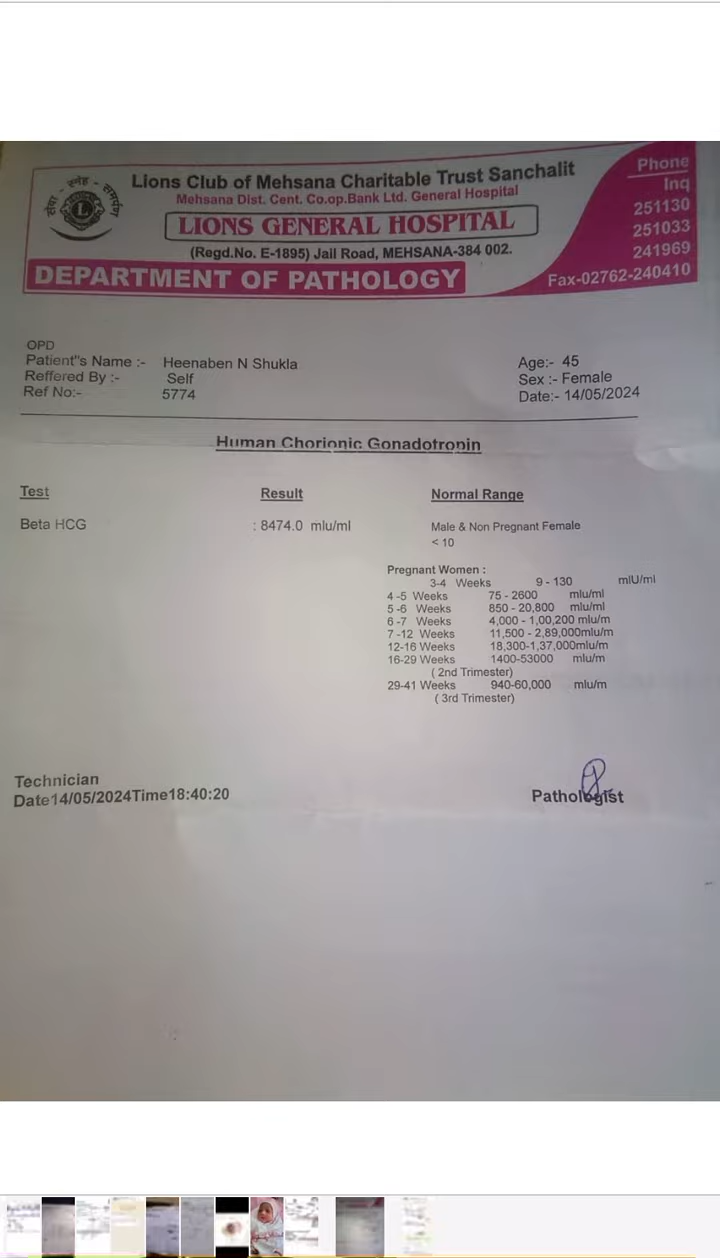 सेवा - स्नेह - समर्पण
L
Lions Club of Mehsana Charitable Trust Sanchalit
Mehsana Dist. Cent. Co.op.Bank Ltd. General Hospital
LIONS GENERAL HOSPITAL
(Regd.No. E-1895) Jail Road, MEHSANA-384 002.
DEPARTMENT OF PATHOLOGY
Phone
Inq
251130
251033
241969
Fax-02762-240410
OPD
Patient"s Name :- Heenaben N Shukla
Age:- 45
Reffered By :- Self
Sex :- Female
Ref No:- 5774
Date:- 14/05/2024
Human Chorionic Gonadotronin
Test Result Normal Range
Beta HCG : 8474.0 mlu/ml Male & Non Pregnant Female
< 10
Pregnant Women :
3-4 Weeks 9 - 130 mIU/ml
4 -5 Weeks 75 - 2600 mlu/ml
5 -6 Weeks 850 - 20,800 mlu/ml
6 -7 Weeks 4,000 - 1,00,200 mlu/m
7 -12 Weeks 11,500 - 2,89,000mlu/m
12-16 Weeks 18,300-1,37,000mlu/m
16-29 Weeks 1400-53000 mlu/m
( 2nd Trimester)
29-41 Weeks 940-60,000 mlu/m
( 3rd Trimester)
Technician
Date14/05/2024Time18:40:20
Pathologist